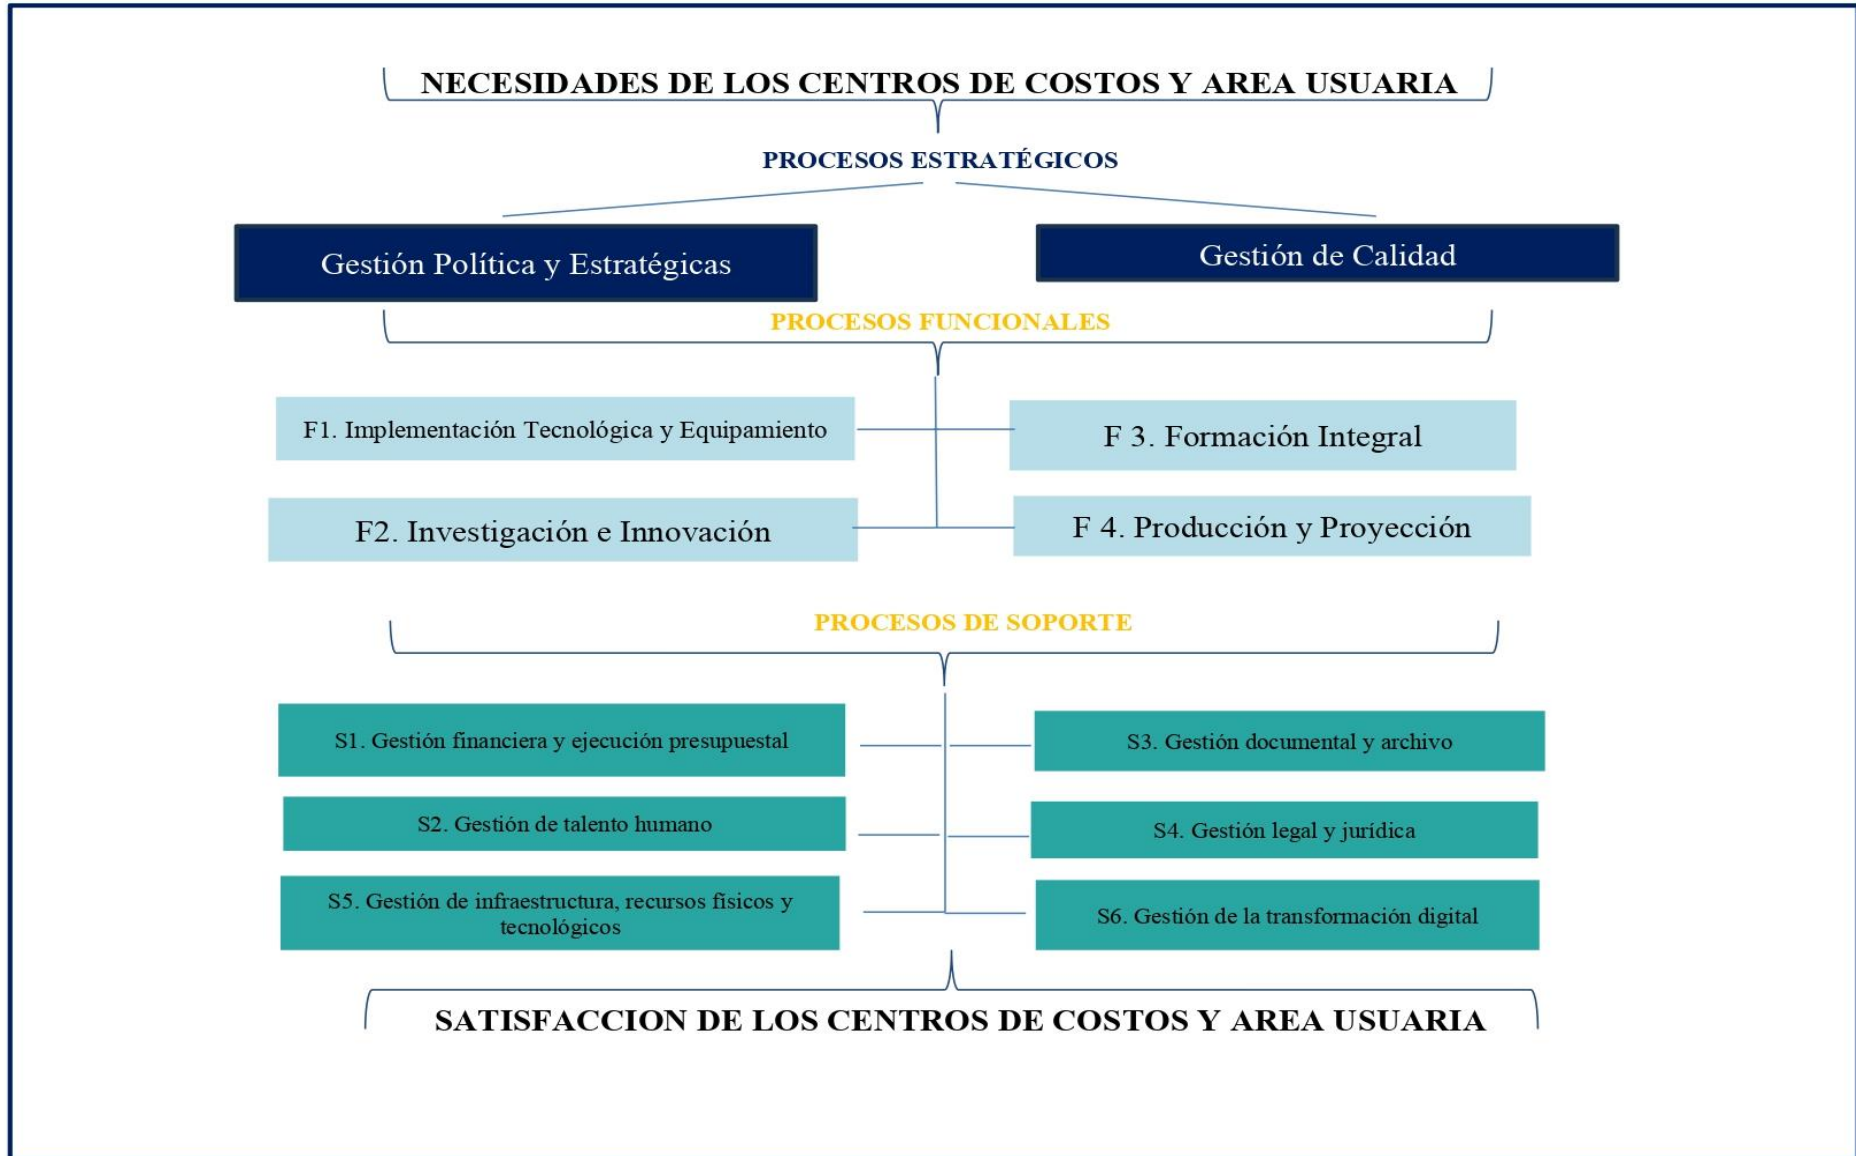 NECESIDADES DE LOS CENTROS DE COSTOS Y AREA USUARIA
PROCESOS ESTRATÉGICOS
Gestión Política y Estratégicas
Gestión de Calidad
PROCESOS FUNCIONALES
F1. Implementación Tecnológica y Equipamiento
F 3. Formación Integral
F2. Investigación e Innovación
F 4. Producción y Proyección
PROCESOS DE SOPORTE
S1. Gestión financiera y ejecución presupuestal
S3. Gestión documental y archivo
S2. Gestión de talento humano
S4. Gestión legal y jurídica
S5. Gestión de infraestructura, recursos físicos y
tecnológicos
S6. Gestión de la transformación digital
SATISFACCION DE LOS CENTROS DE COSTOS Y AREA USUARIA